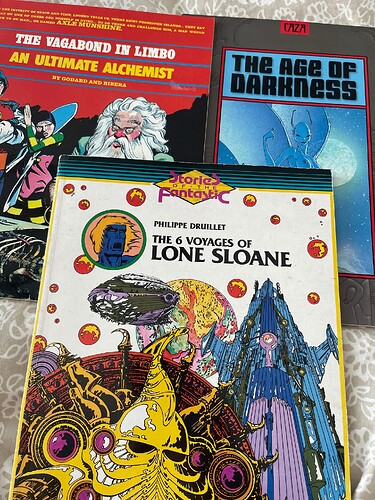 AXLE MUNSHINE.
THE VAGABOND IN LIMBO
AN ULTIMATE ALCHEMIST
BY GODARD AND RIBERA
CAZA
THE AGE OF
DARKNESS
Stories
OF THE
Fantastic
PHILIPPE DRUILLET
THE 6 VOYAGES OF
LONE SLOANE